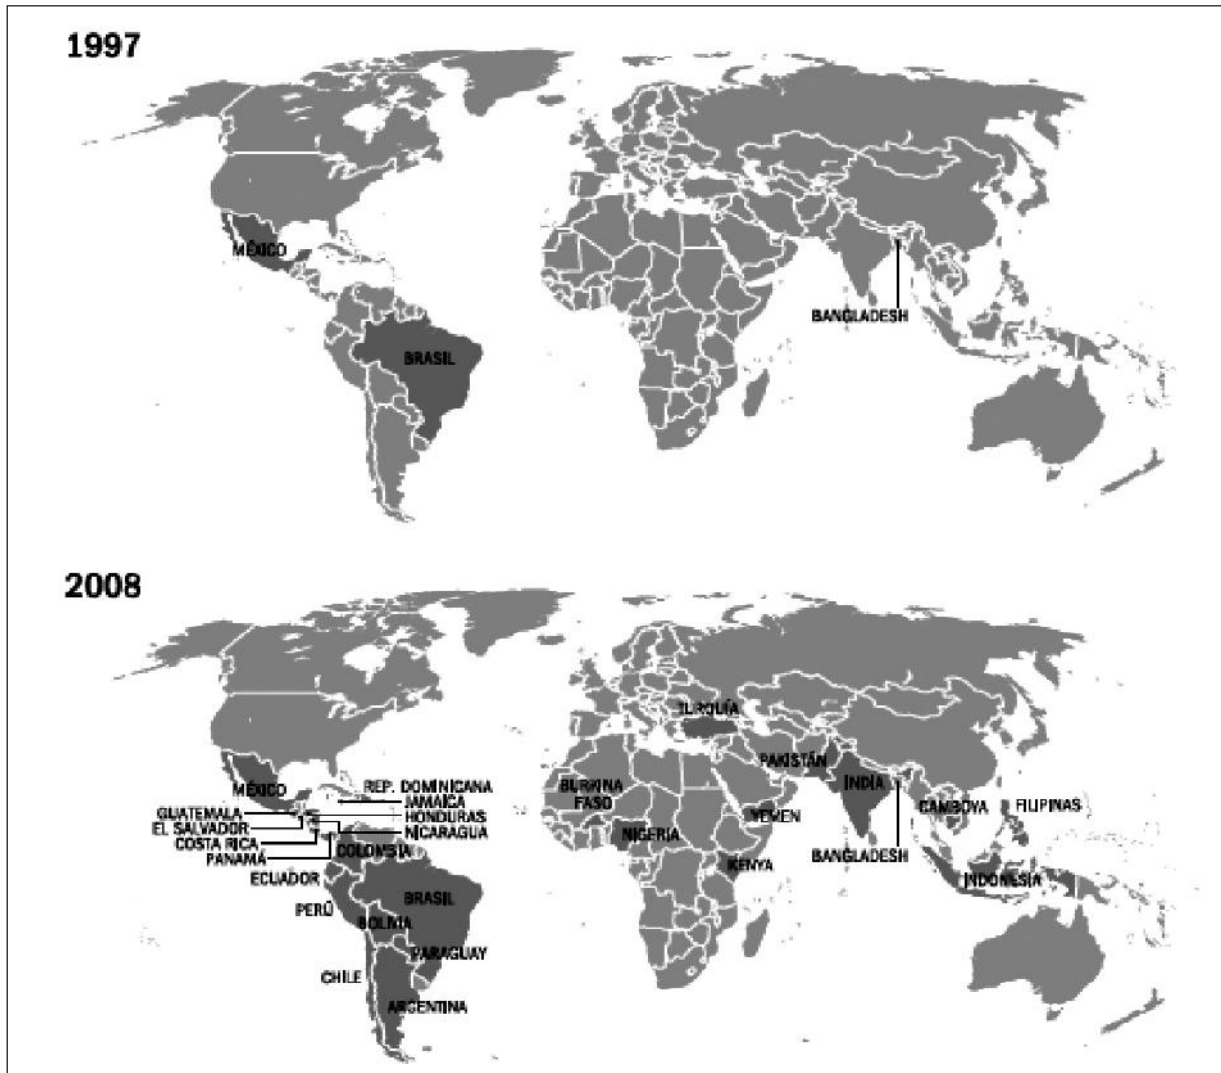 1997
MÉXICO
BRASIL
BANGLADESH
2008
TURQUÍA
MÉXICO
REP. DOMINICANA
JAMAICA
GUATEMALA
HONDURAS
EL SALVADOR
NICARAGUA
COSTA RICA
PANAMÁ
COLOMBIA
ECUADOR
PERÚ
BRASIL
BOLIVIA
PARAGUAY
CHILE
ARGENTINA
BURKINA
FASO
NIGERIA
YEMEN
KENYA
PAKISTÁN
INDIA
BANGLADESH
CAMBOYA
FILIPINAS
INDONESIA